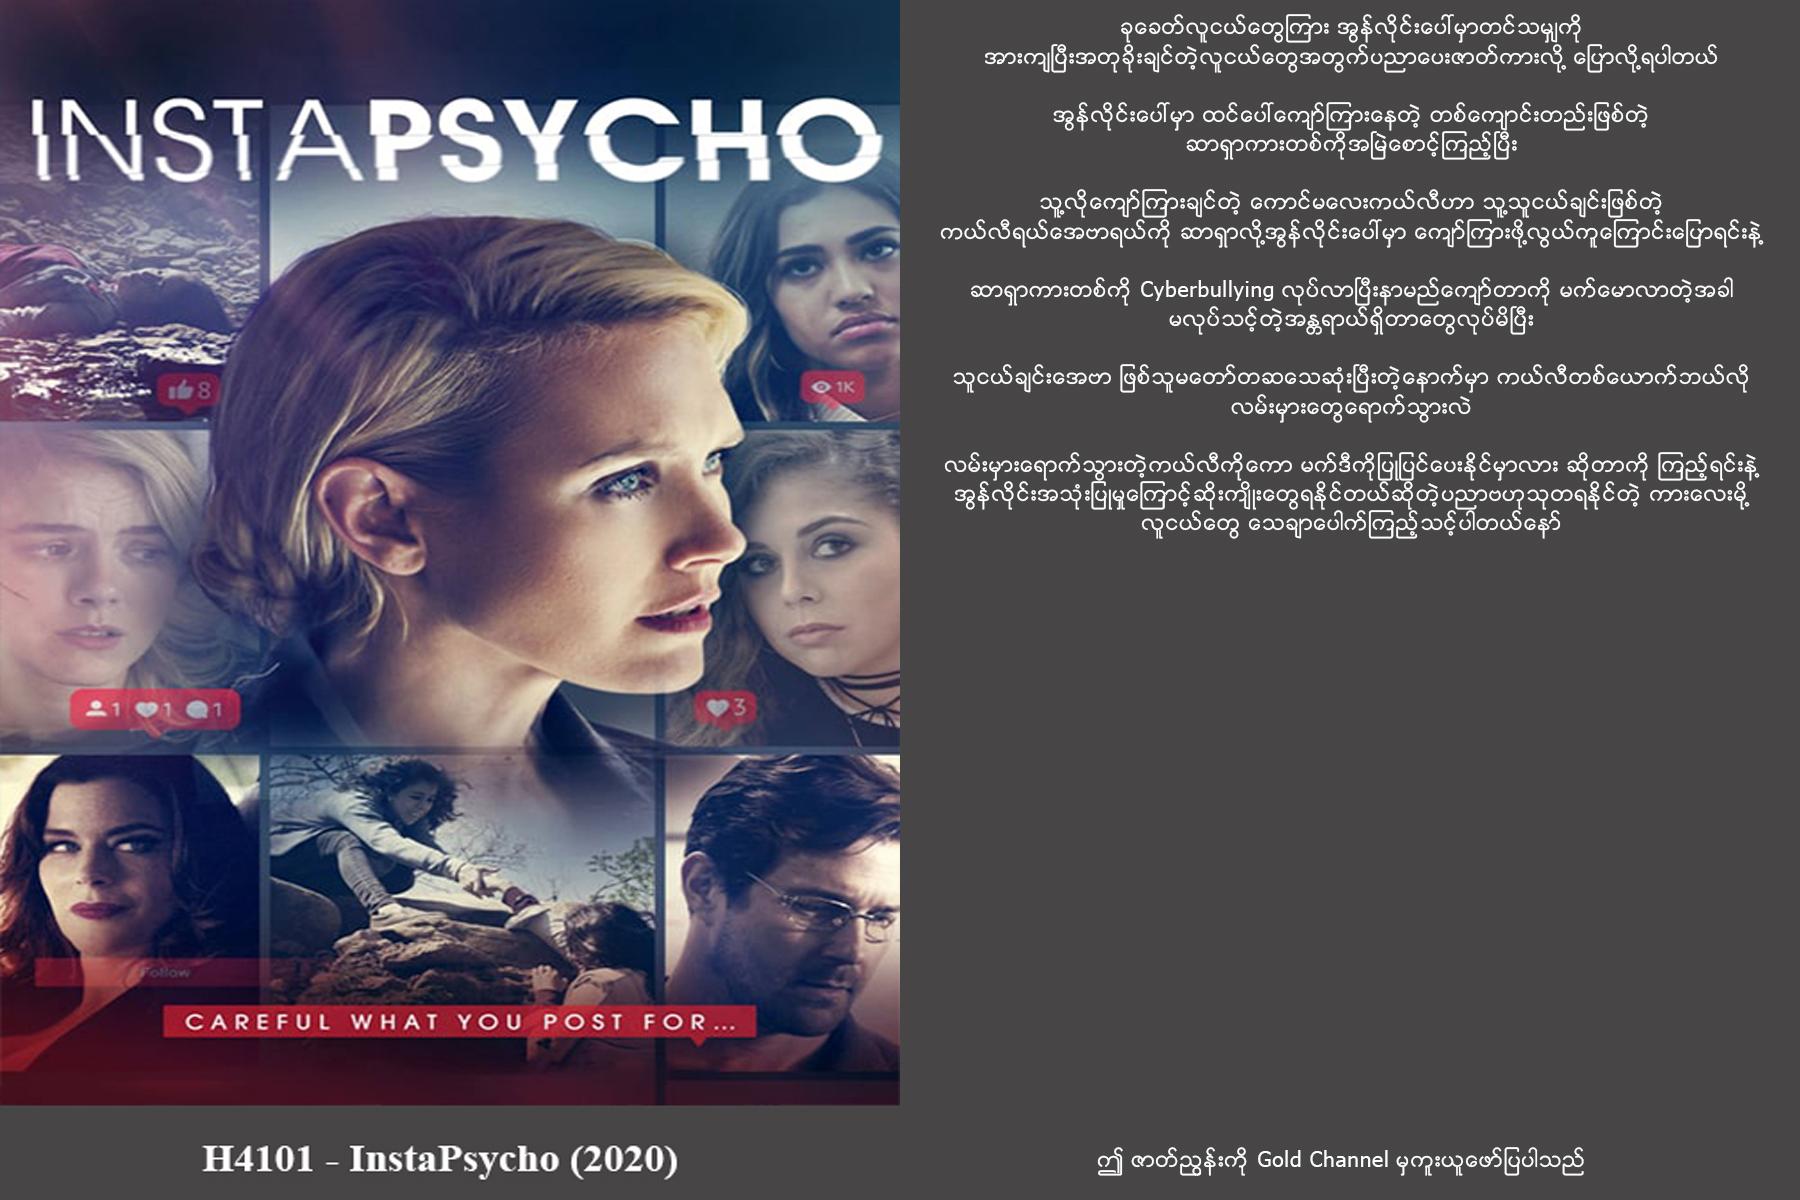 INSTAPSYCHO
8
1K
1 1 1
3
Follow
CAREFUL WHAT YOU POST FOR...
H4101 - InstaPsycho (2020)
ခုခေတ်လူငယ်တွေကြား အွန်လိုင်းပေါ်မှာတင်သမျှကို
အားကျပြီးအတုခိုးချင်တဲ့လူငယ်တွေအတွက်ပညာပေးဇာတ်ကားလို့ ပြောလို့ရပါတယ်
အွန်လိုင်းပေါ်မှာ ထင်ပေါ်ကျော်ကြားနေတဲ့ တစ်ကျောင်းတည်းဖြစ်တဲ့
ဆာရှာကားတစ်ကိုအမြဲစောင့်ကြည့်ပြီး
သူ့လိုကျော်ကြားချင်တဲ့ ကောင်မလေးကယ်လီဟာ သူ့သူငယ်ချင်းဖြစ်တဲ့
ကယ်လီရယ်အေဗာရယ်ကို ဆာရှာလို့အွန်လိုင်းပေါ်မှာ ကျော်ကြားဖို့လွယ်ကူကြောင်းပြောရင်းနဲ့
ဆာရှာကားတစ်ကို Cyberbullying လုပ်လာပြီးနာမည်ကျော်တာကို မက်မောလာတဲ့အခါ
မလုပ်သင့်တဲ့အန္တရာယ်ရှိတာတွေလုပ်မိပြီး
သူငယ်ချင်းအေဗာ ဖြစ်သူမတော်တဆသေဆုံးပြီးတဲ့နောက်မှာ ကယ်လီတစ်ယောက်ဘယ်လို
လမ်းမှားတွေရောက်သွားလဲ
လမ်းမှားရောက်သွားတဲ့ကယ်လီကိုကော မက်ဒီကိုပြုပြင်ပေးနိုင်မှာလား ဆိုတာကို ကြည့်ရင်းနဲ့
အွန်လိုင်းအသုံးပြုမှုကြောင့်ဆိုးကျိုးတွေရနိုင်တယ်ဆိုတဲ့ပညာဗဟုသုတရနိုင်တဲ့ ကားလေးမို့
လူငယ်တွေ သေချာပေါက်ကြည့်သင့်ပါတယ်နော်
ဤ ဇာတ်ညွှန်းကို Gold Channel မှကူးယူဖော်ပြပါသည်